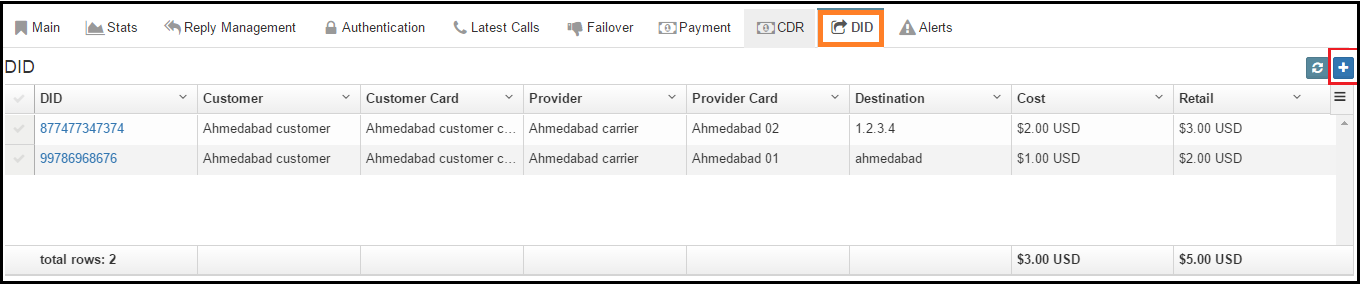 Main Stats Reply Management Authentication Latest Calls Failover Payment CDR DID Alerts
DID
DID Customer Customer Card Provider Provider Card Destination Cost Retail
877477347374 Ahmedabad customer Ahmedabad customer c... Ahmedabad carrier Ahmedabad 02 1.2.3.4 $2.00 USD $3.00 USD
99786968676 Ahmedabad customer Ahmedabad customer c... Ahmedabad carrier Ahmedabad 01 ahmedabad $1.00 USD $2.00 USD
total rows: 2 $3.00 USD $5.00 USD